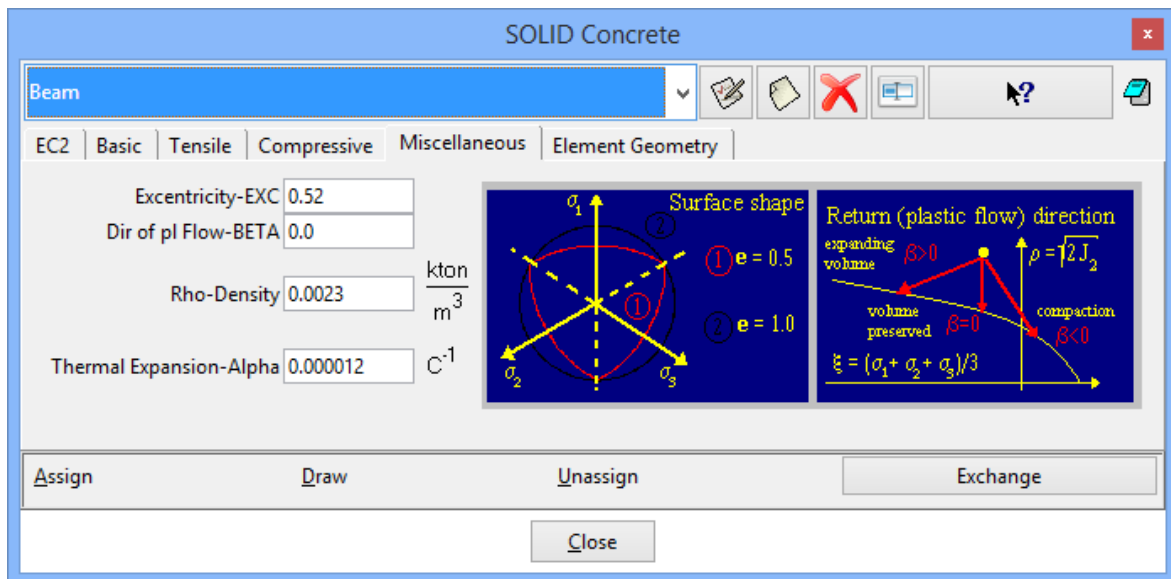 SOLID Concrete
x
Beam
?
EC2 Basic Tensile Compressive Miscellaneous Element Geometry
Excentricity-EXC 0.52
Dir of pl Flow-BETA 0.0
Rho-Density 0.0023 kton/m³
Thermal Expansion-Alpha 0.000012 C⁻¹
σ₁ Surface shape
2
1 e = 0.5
1
2 e = 1.0
σ₂ σ₃
Return (plastic flow) direction
expanding volume β>0 ρ=√2J₂
volume preserved β=0 compaction β<0
ξ = (σ₁+ σ₂ + σ₃)/3
Assign Draw Unassign Exchange
Close